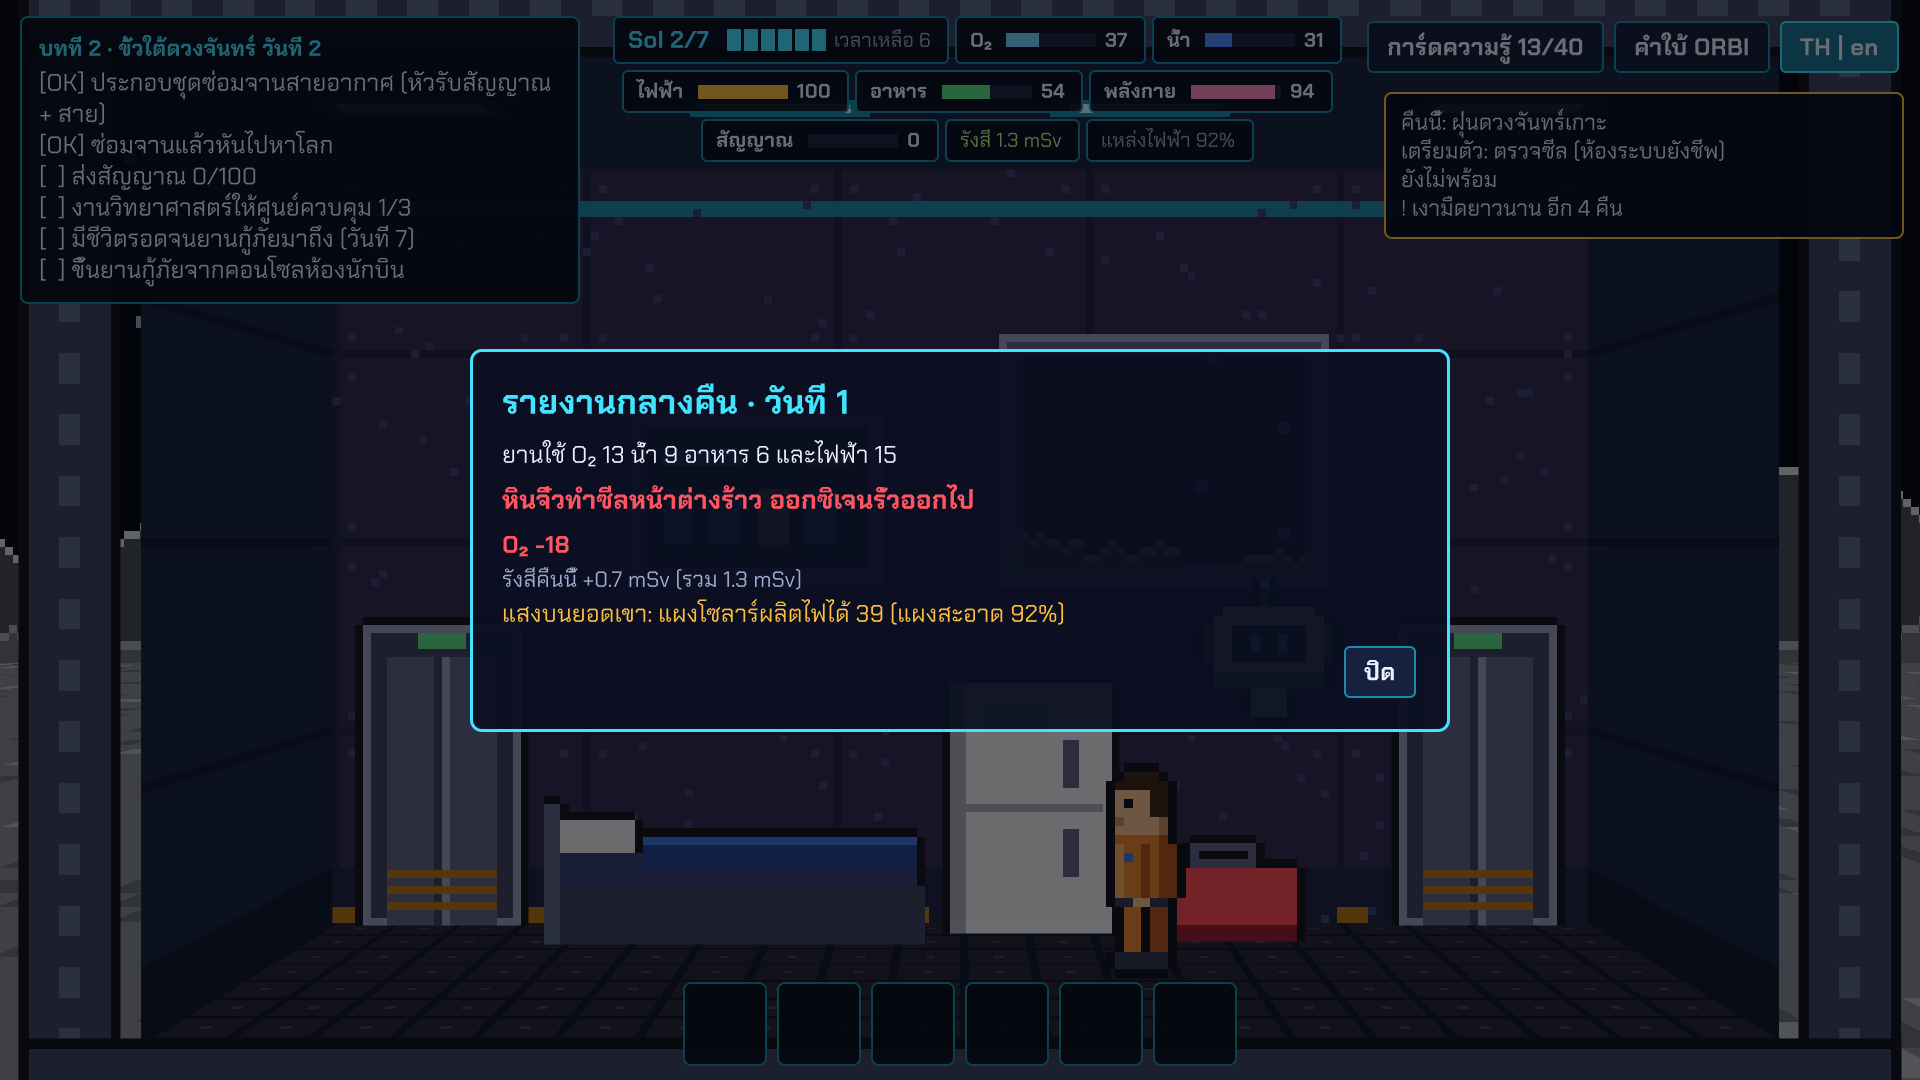 บทที่ 2 · ขั้วใต้ดวงจันทร์ วันที่ 2
[OK] ประกอบชุดซ่อมจานสายอากาศ (หัวรับสัญญาณ
+ สาย)
[OK] ซ่อมจานแล้วหันไปหาโลก
[ ] ส่งสัญญาณ 0/100
[ ] งานวิทยาศาสตร์ให้ศูนย์ควบคุม 1/3
[ ] มีชีวิตรอดจนยานกู้ภัยมาถึง (วันที่ 7)
[ ] ขึ้นยานกู้ภัยจากคอนโซลห้องนักบิน
Sol 2/7 เวลาเหลือ 6
O₂ 37
น้ำ 31
ไฟฟ้า 100
อาหาร 54
พลังกาย 94
สัญญาณ 0
รังสี 1.3 mSv
แหล่งไฟฟ้า 92%
การ์ดความรู้ 13/40
คำใบ้ ORBI
TH | en
คืนนี้: ฝุ่นดวงจันทร์เกาะ
เตรียมตัว: ตรวจซีล (ห้องระบบยังชีพ)
ยังไม่พร้อม
! เงามืดยาวนาน อีก 4 คืน
รายงานกลางคืน · วันที่ 1
ยานใช้ O₂ 13 น้ำ 9 อาหาร 6 และไฟฟ้า 15
หินจิ๋วทำซีลหน้าต่างร้าว ออกซิเจนรั่วออกไป
O₂ -18
รังสีคืนนี้ +0.7 mSv (รวม 1.3 mSv)
แสงบนยอดเขา: แผงโซลาร์ผลิตไฟได้ 39 (แผงสะอาด 92%)
ปิด